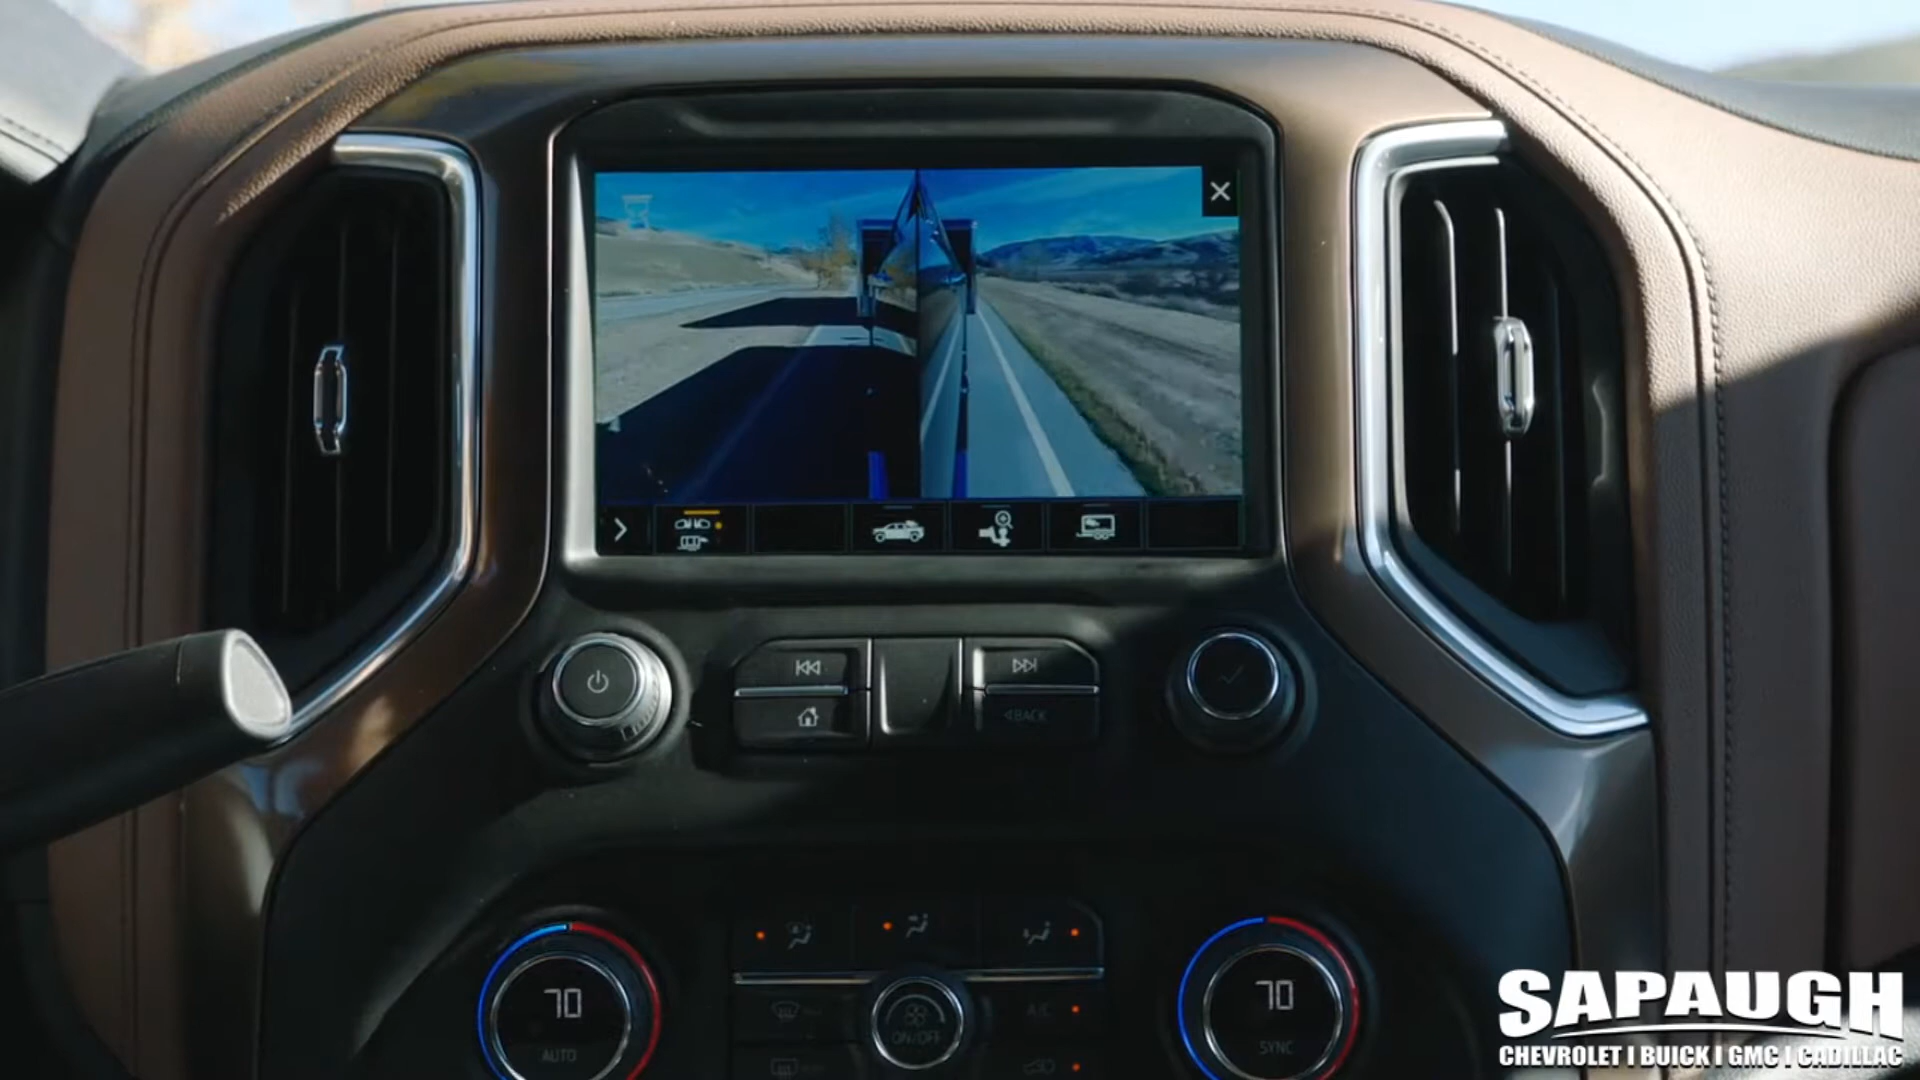 BACK
70
AUTO
ON/OFF
A/C
70
SYNC
SAPAUGH
CHEVROLET | BUICK | GMC | CADILLAC